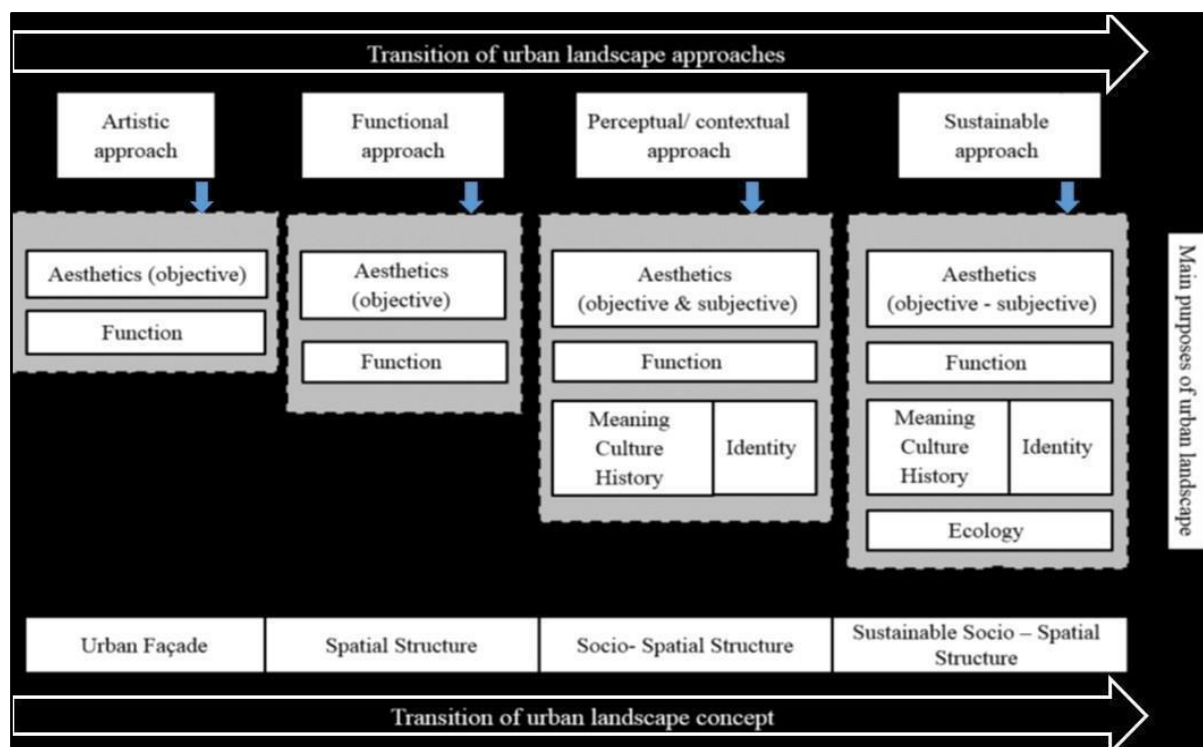 Transition of urban landscape approaches
Artistic
approach
Functional
approach
Perceptual/ contextual
approach
Sustainable
approach
Aesthetics (objective)
Function
Aesthetics
(objective)
Function
Aesthetics
(objective & subjective)
Function
Meaning
Culture
History
Identity
Aesthetics
(objective - subjective)
Function
Meaning
Culture
History
Identity
Ecology
Main purposes of urban landscape
Urban Façade
Spatial Structure
Socio- Spatial Structure
Sustainable Socio – Spatial
Structure
Transition of urban landscape concept